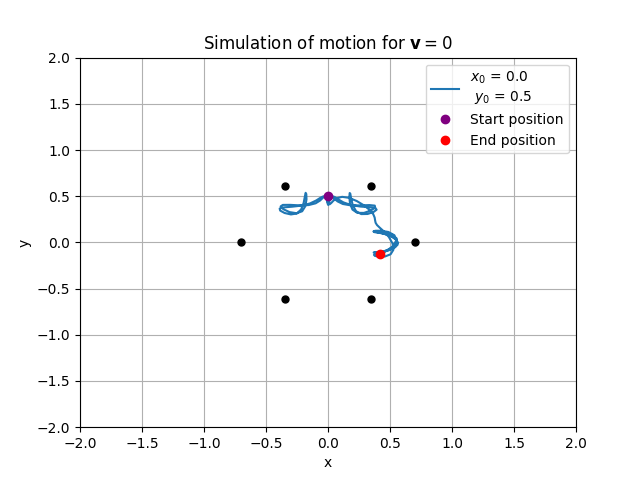 Simulation of motion for v = 0
x₀ = 0.0
y₀ = 0.5
Start position
End position
2.0
1.5
1.0
0.5
0.0
−0.5
−1.0
−1.5
−2.0
y
−2.0 −1.5 −1.0 −0.5 0.0 0.5 1.0 1.5 2.0
x